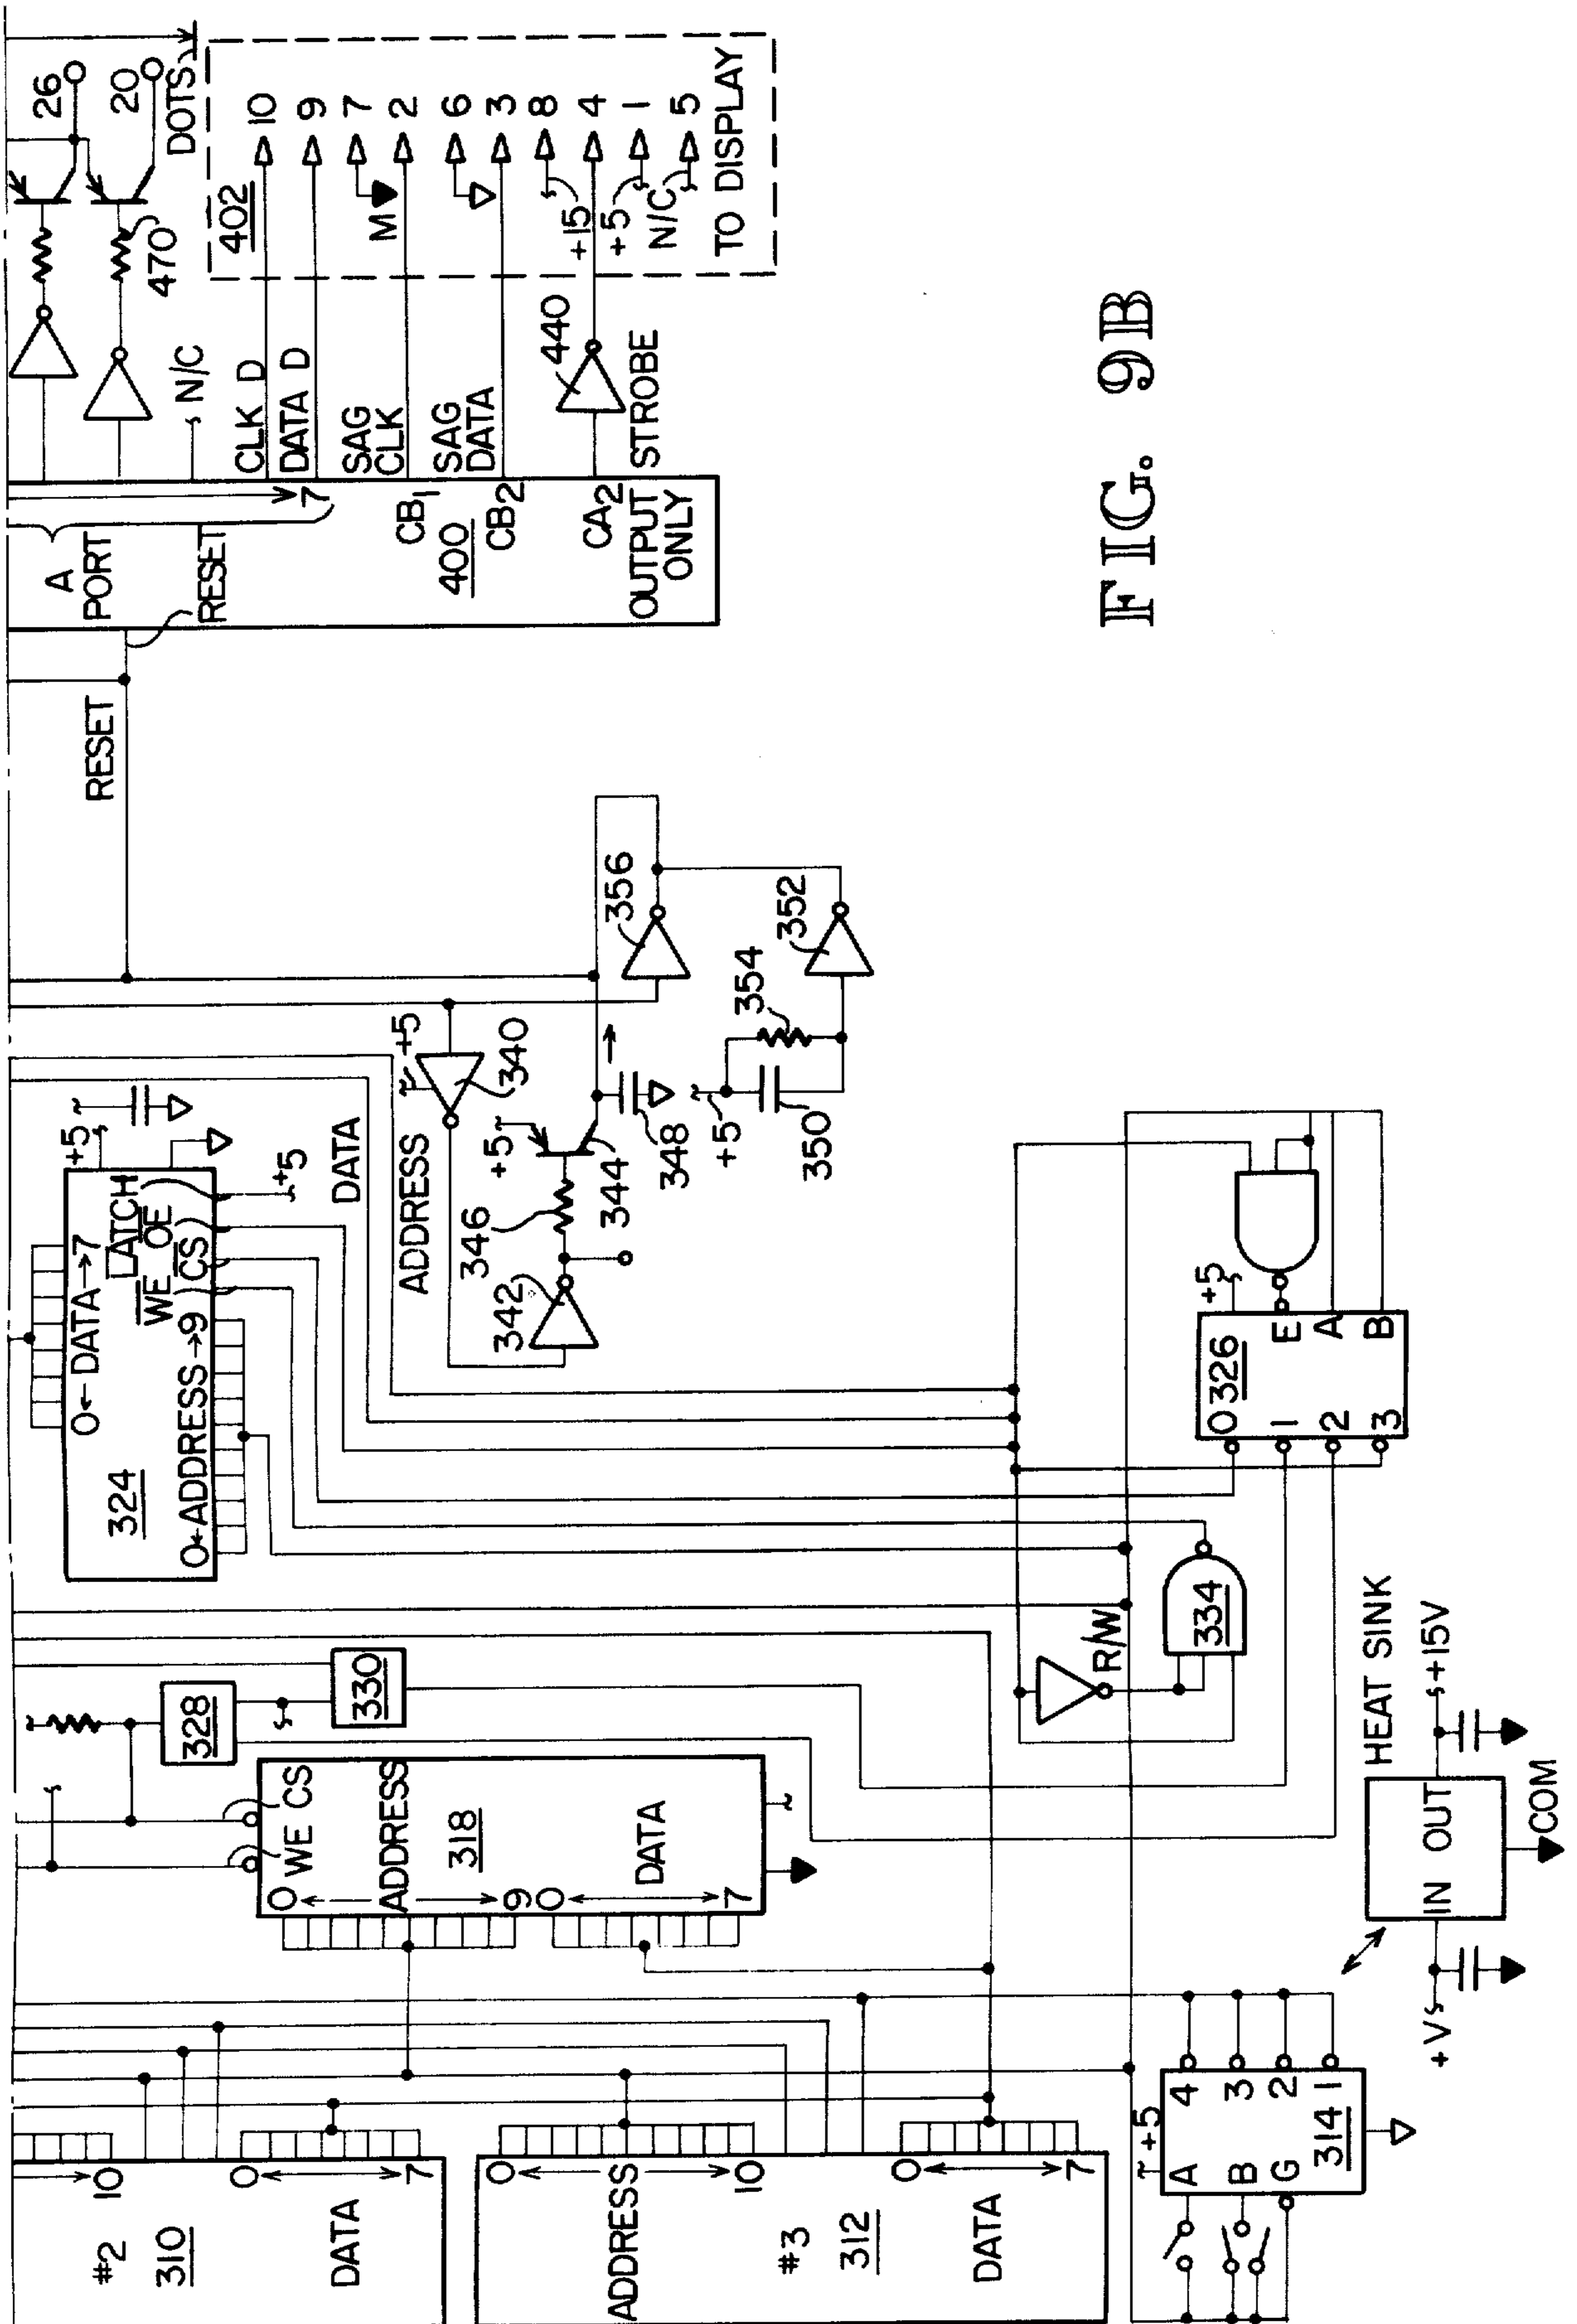 26
20
DOTS
470
N/C
402
CLK D
10
DATA D
9
7
SAG
CLK
M
2
6
SAG
DATA
3
+15
8
440
4
STROBE
+5
1
N/C
5
TO DISPLAY
A
PORT
RESET
7
CB1
400
CB2
CA2
OUTPUT
ONLY
RESET
356
352
354
+5
340
ADDRESS
+5
346
344
348
342
+5
350
324
0←DATA→7
0←ADDRESS→9
LATCH
OE
WE
CS
+5
+5
DATA
328
330
WE
CS
0
ADDRESS
9
318
0
DATA
7
R/W
334
+5
0
326
E
1
A
2
B
3
#2
310
10
0
DATA
7
0
ADDRESS
10
#3
312
0
DATA
7
+5
A
4
B
3
G
2
314
1
HEAT SINK
+V
IN
OUT
+15V
COM
FIG. 9B